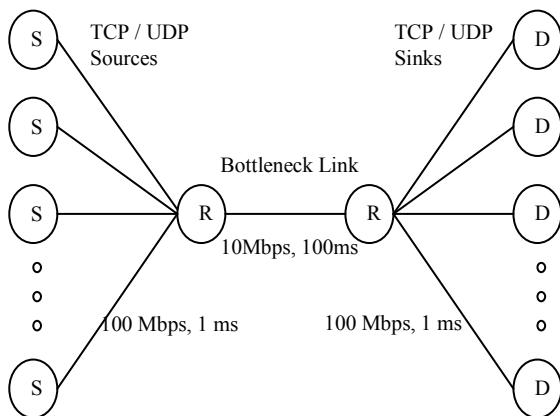 S
TCP / UDP
Sources
TCP / UDP
Sinks
D
S
D
Bottleneck Link
S
R
R
D
10Mbps, 100ms
100 Mbps, 1 ms
100 Mbps, 1 ms
S
D